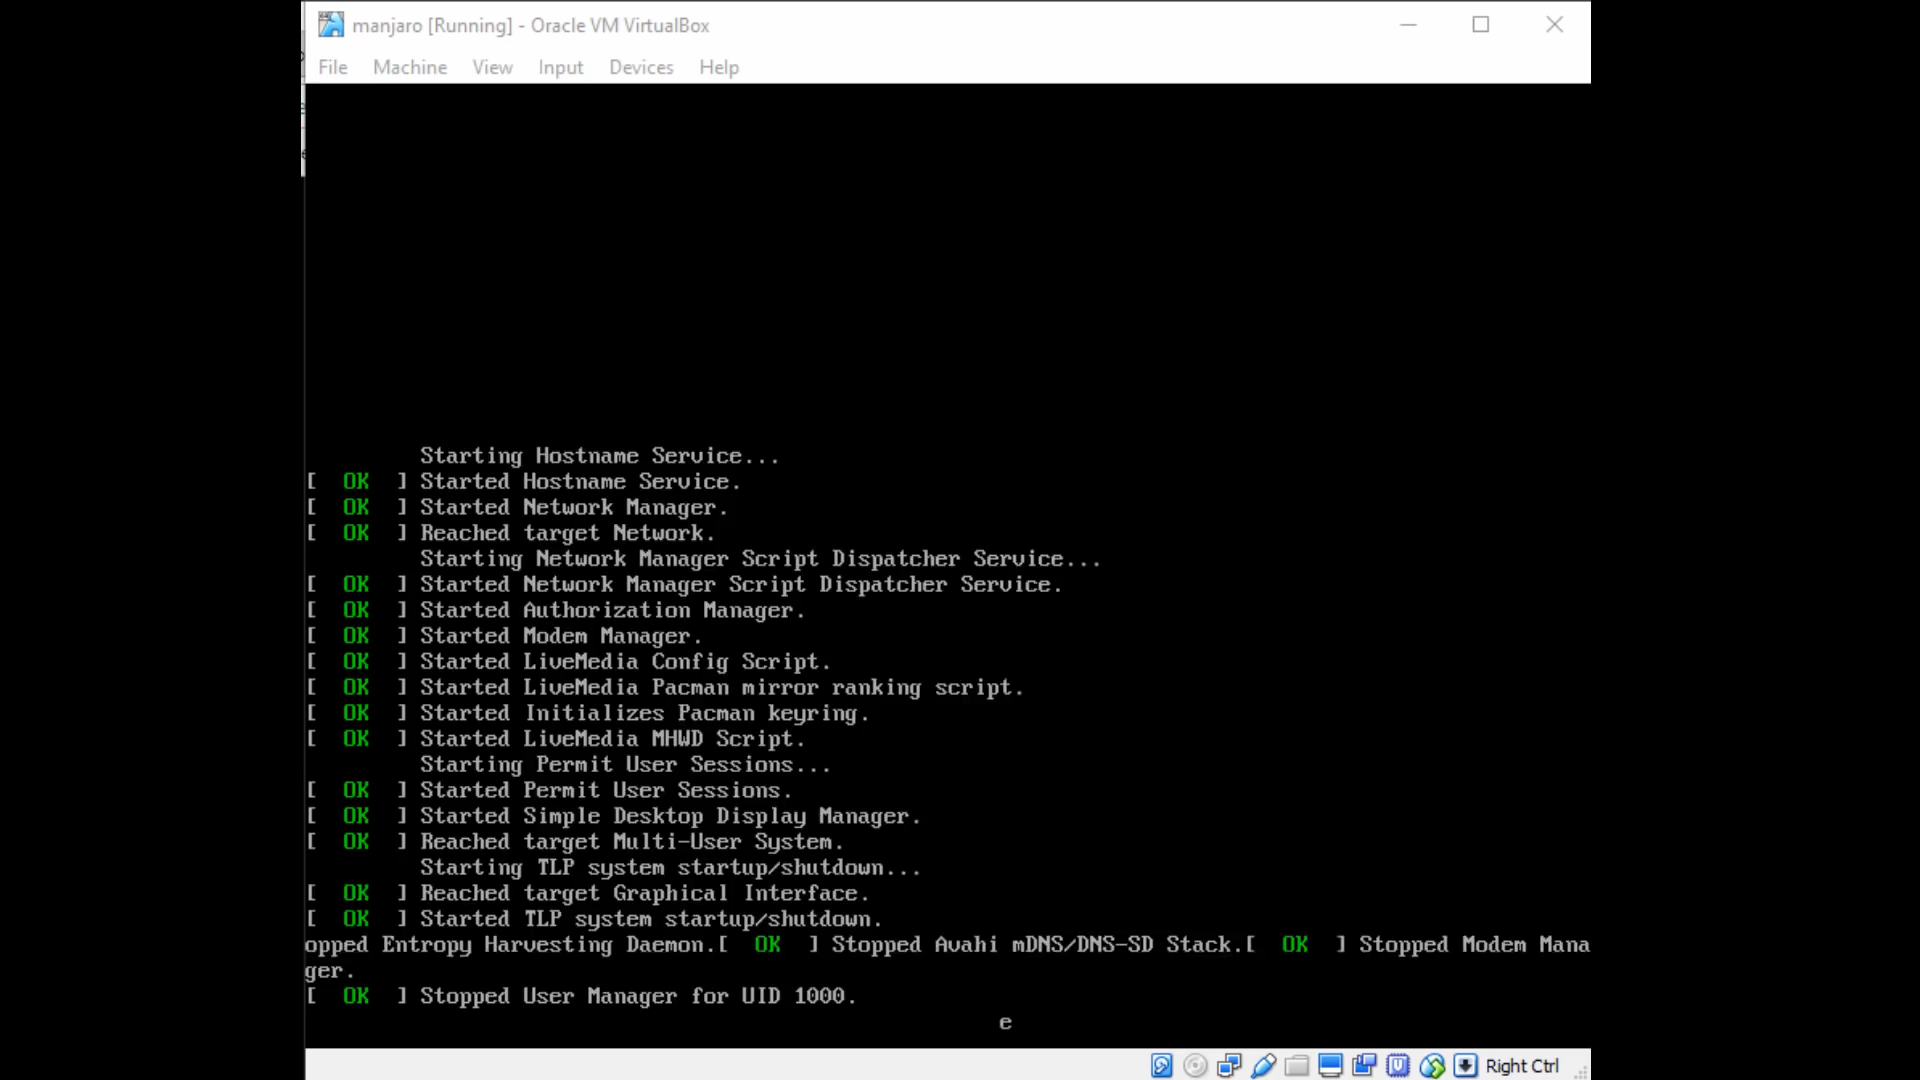 manjaro [Running] - Oracle VM VirtualBox
File Machine View Input Devices Help
Starting Hostname Service...
[ OK ] Started Hostname Service.
[ OK ] Started Network Manager.
[ OK ] Reached target Network.
Starting Network Manager Script Dispatcher Service...
[ OK ] Started Network Manager Script Dispatcher Service.
[ OK ] Started Authorization Manager.
[ OK ] Started Modem Manager.
[ OK ] Started LiveMedia Config Script.
[ OK ] Started LiveMedia Pacman mirror ranking script.
[ OK ] Started Initializes Pacman keyring.
[ OK ] Started LiveMedia MHWD Script.
Starting Permit User Sessions...
[ OK ] Started Permit User Sessions.
[ OK ] Started Simple Desktop Display Manager.
[ OK ] Reached target Multi-User System.
Starting TLP system startup/shutdown...
[ OK ] Reached target Graphical Interface.
[ OK ] Started TLP system startup/shutdown.
opped Entropy Harvesting Daemon.[ OK ] Stopped Avahi mDNS/DNS-SD Stack.[ OK ] Stopped Modem Mana
ger.
[ OK ] Stopped User Manager for UID 1000.
e
Right Ctrl